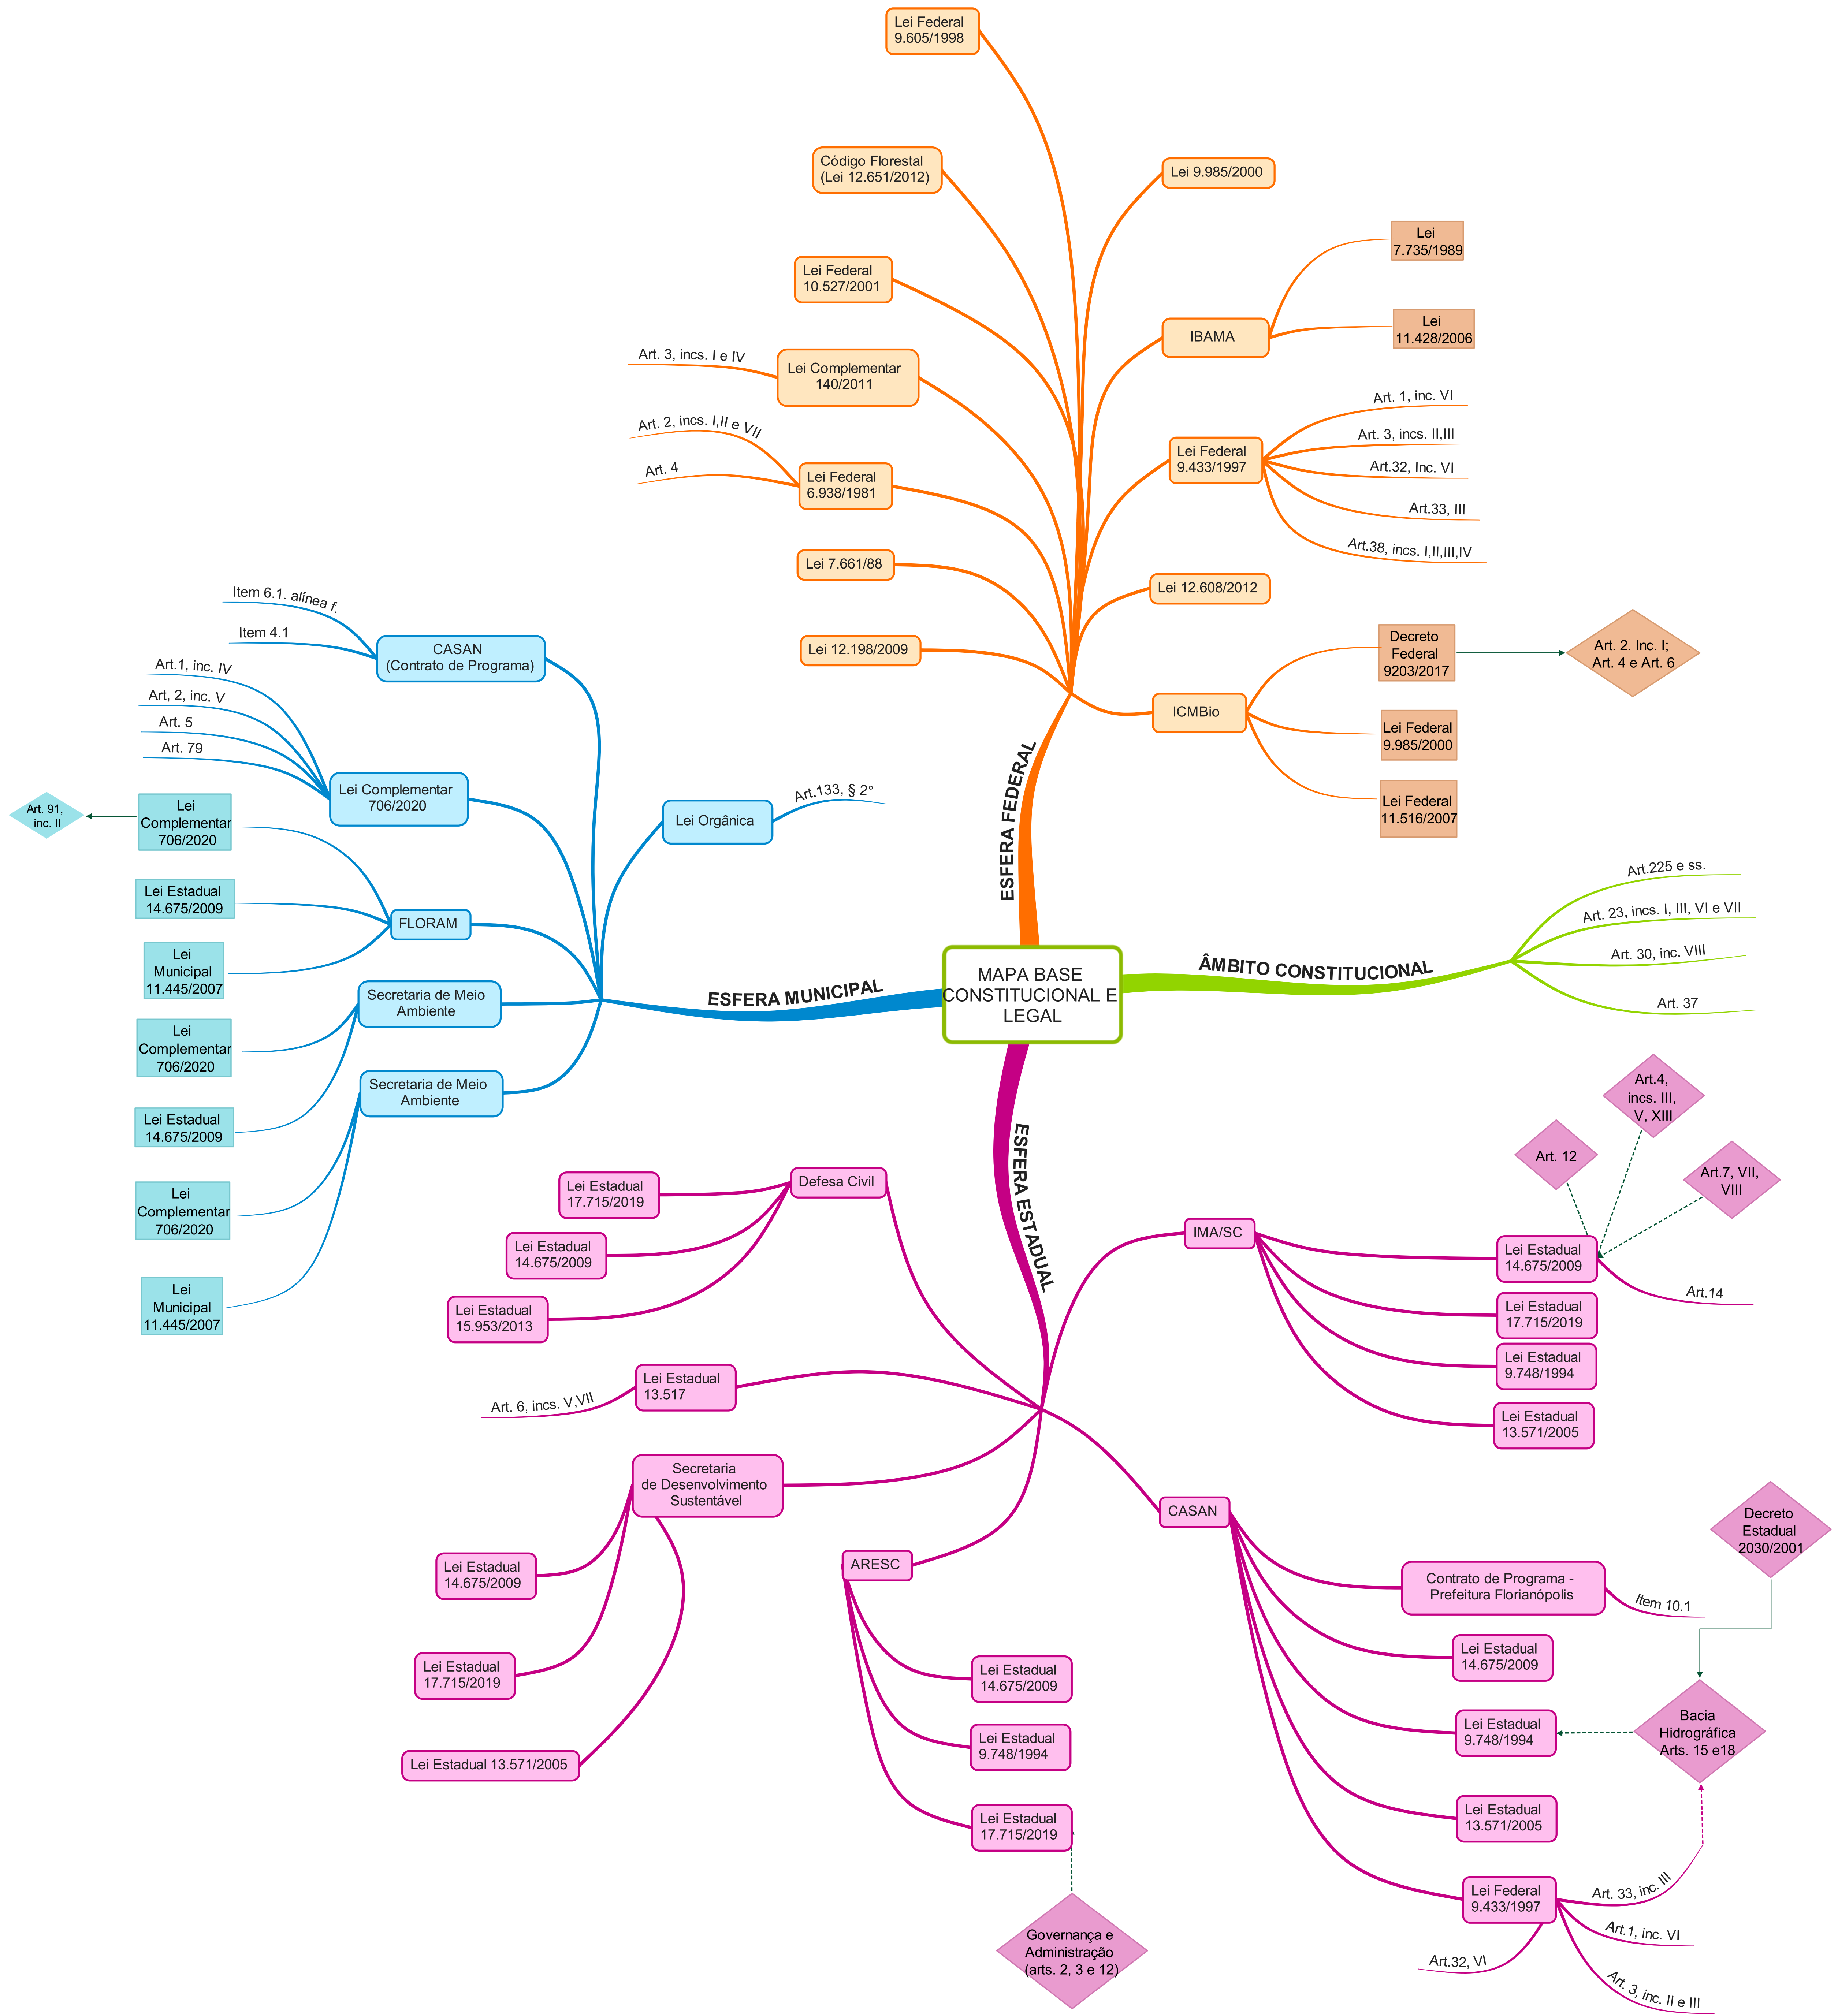 MAPA BASE
CONSTITUCIONAL E
LEGAL
ESFERA FEDERAL
Lei Federal
9.605/1998
Código Florestal
(Lei 12.651/2012)
Lei Federal
10.527/2001
Lei Complementar
140/2011
Art. 3, incs. I e IV
Lei Federal
6.938/1981
Art. 2, incs. I,II e VII
Art. 4
Lei 7.661/88
Lei 12.198/2009
Lei 9.985/2000
IBAMA
Lei
7.735/1989
Lei
11.428/2006
Lei Federal
9.433/1997
Art. 1, inc. VI
Art. 3, incs. II,III
Art.32, Inc. VI
Art.33, III
Art.38, incs. I,II,III,IV
Lei 12.608/2012
ICMBio
Decreto
Federal
9203/2017
Art. 2. Inc. I;
Art. 4 e Art. 6
Lei Federal
9.985/2000
Lei Federal
11.516/2007
ÂMBITO CONSTITUCIONAL
Art.225 e ss.
Art. 23, incs. I, III, VI e VII
Art. 30, inc. VIII
Art. 37
ESFERA MUNICIPAL
CASAN
(Contrato de Programa)
Item 6.1. alínea f.
Item 4.1
Lei Complementar
706/2020
Art.1, inc. IV
Art, 2, inc. V
Art. 5
Art. 79
Lei Orgânica
Art.133, § 2°
FLORAM
Lei
Complementar
706/2020
Art. 91,
inc. II
Lei Estadual
14.675/2009
Lei
Municipal
11.445/2007
Secretaria de Meio
Ambiente
Lei
Complementar
706/2020
Lei Estadual
14.675/2009
Secretaria de Meio
Ambiente
Lei
Complementar
706/2020
Lei
Municipal
11.445/2007
ESFERA ESTADUAL
Defesa Civil
Lei Estadual
17.715/2019
Lei Estadual
14.675/2009
Lei Estadual
15.953/2013
Lei Estadual
13.517
Art. 6, incs. V,VII
Secretaria
de Desenvolvimento
Sustentável
Lei Estadual
14.675/2009
Lei Estadual
17.715/2019
Lei Estadual 13.571/2005
ARESC
Lei Estadual
14.675/2009
Lei Estadual
9.748/1994
Lei Estadual
17.715/2019
Governança e
Administração
(arts. 2, 3 e 12)
IMA/SC
Lei Estadual
14.675/2009
Art. 12
Art.4,
incs. III,
V, XIII
Art.7, VII,
VIII
Art.14
Lei Estadual
17.715/2019
Lei Estadual
9.748/1994
Lei Estadual
13.571/2005
CASAN
Contrato de Programa -
Prefeitura Florianópolis
Item 10.1
Lei Estadual
14.675/2009
Lei Estadual
9.748/1994
Decreto
Estadual
2030/2001
Bacia
Hidrográfica
Arts. 15 e18
Lei Estadual
13.571/2005
Lei Federal
9.433/1997
Art. 33, inc. III
Art.1, inc. VI
Art. 3, inc. II e III
Art.32, VI